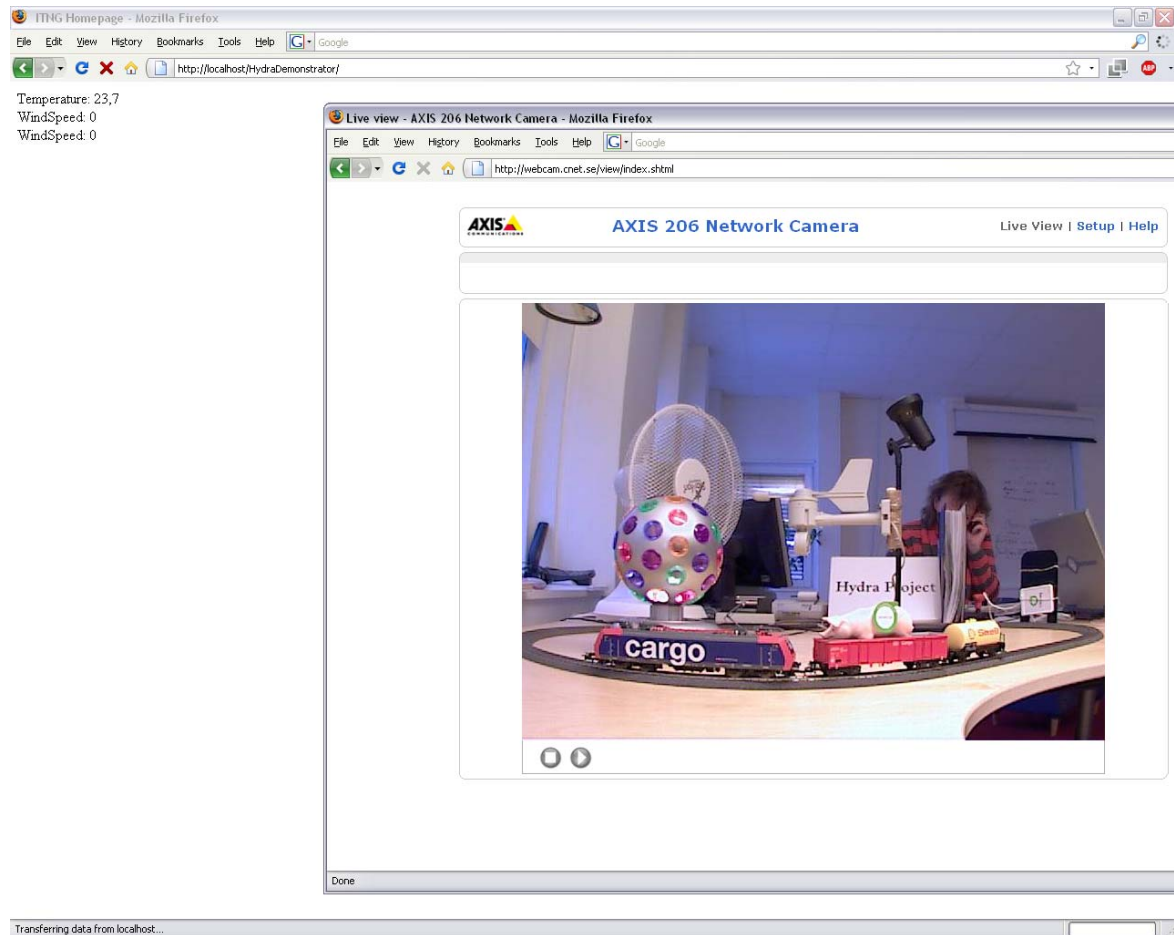 ITNG Homepage - Mozilla Firefox
File Edit View History Bookmarks Tools Help G Google
http://localhost/HydraDemonstrator/ ABP
Temperature: 23,7
WindSpeed: 0
WindSpeed: 0
Live view - AXIS 206 Network Camera - Mozilla Firefox
File Edit View History Bookmarks Tools Help G Google
http://webcam.cnet.se/view/index.shtml
AXIS COMMUNICATIONS
AXIS 206 Network Camera
Live View | Setup | Help
Hydra Project
cargo
Done
Transferring data from localhost...